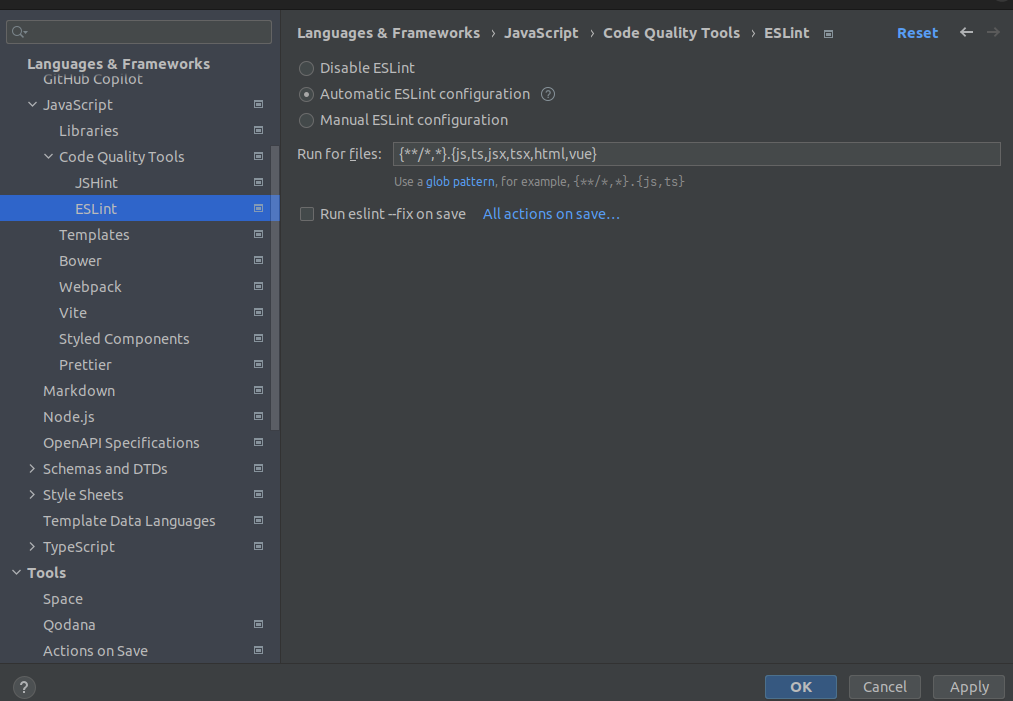 Languages & Frameworks
GitHub Copilot
JavaScript
Libraries
Code Quality Tools
JSHint
ESLint
Templates
Bower
Webpack
Vite
Styled Components
Prettier
Markdown
Node.js
OpenAPI Specifications
Schemas and DTDs
Style Sheets
Template Data Languages
TypeScript
Tools
Space
Qodana
Actions on Save
Languages & Frameworks › JavaScript › Code Quality Tools › ESLint Reset
Disable ESLint
Automatic ESLint configuration ?
Manual ESLint configuration
Run for files: {**/*,*}.{js,ts,jsx,tsx,html,vue}
Use a glob pattern, for example, {**/*,*}.{js,ts}
Run eslint --fix on save All actions on save…
? OK Cancel Apply